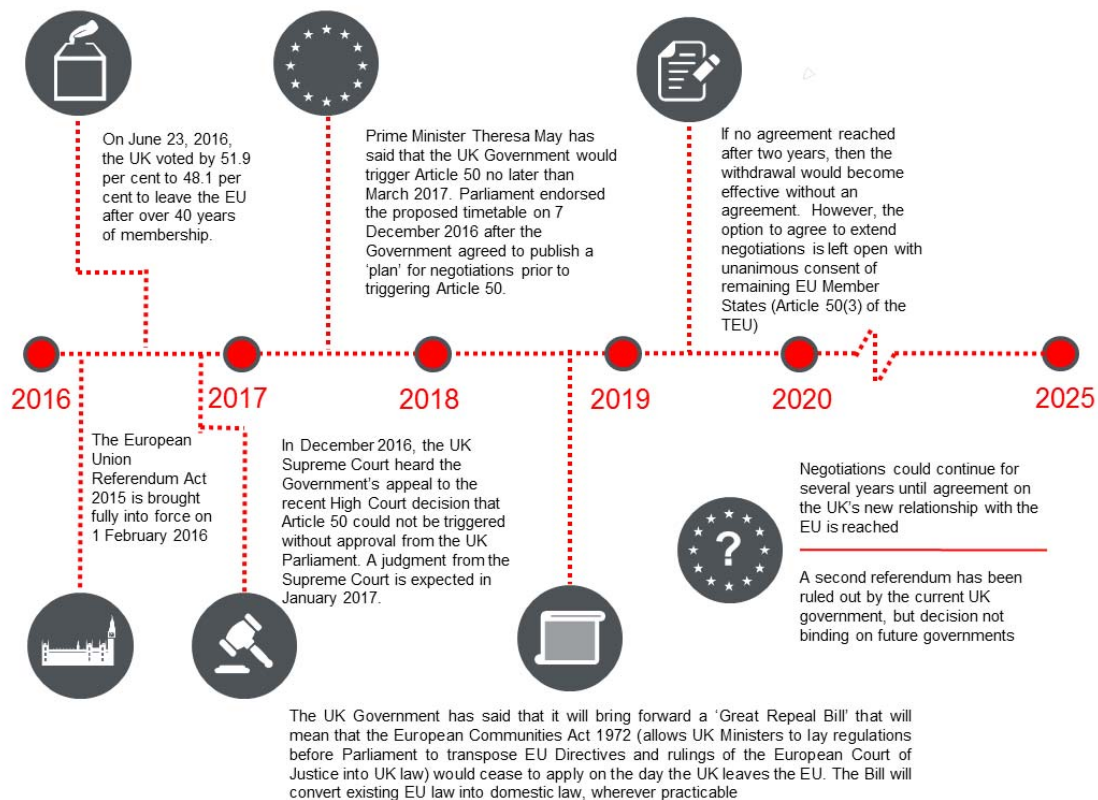 On June 23, 2016,
the UK voted by 51.9
per cent to 48.1 per
cent to leave the EU
after over 40 years
of membership.
Prime Minister Theresa May has
said that the UK Government would
trigger Article 50 no later than
March 2017. Parliament endorsed
the proposed timetable on 7
December 2016 after the
Government agreed to publish a
‘plan’ for negotiations prior to
triggering Article 50.
If no agreement reached
after two years, then the
withdrawal would become
effective without an
agreement. However, the
option to agree to extend
negotiations is left open with
unanimous consent of
remaining EU Member
States (Article 50(3) of the
TEU)
2016
2017
2018
2019
2020
2025
The European
Union
Referendum Act
2015 is brought
fully into force on
1 February 2016
In December 2016, the UK
Supreme Court heard the
Government’s appeal to the
recent High Court decision that
Article 50 could not be triggered
without approval from the UK
Parliament. A judgment from the
Supreme Court is expected in
January 2017.
?
Negotiations could continue for
several years until agreement on
the UK’s new relationship with the
EU is reached
A second referendum has been
ruled out by the current UK
government, but decision not
binding on future governments
The UK Government has said that it will bring forward a ‘Great Repeal Bill’ that will
mean that the European Communities Act 1972 (allows UK Ministers to lay regulations
before Parliament to transpose EU Directives and rulings of the European Court of
Justice into UK law) would cease to apply on the day the UK leaves the EU. The Bill will
convert existing EU law into domestic law, wherever practicable